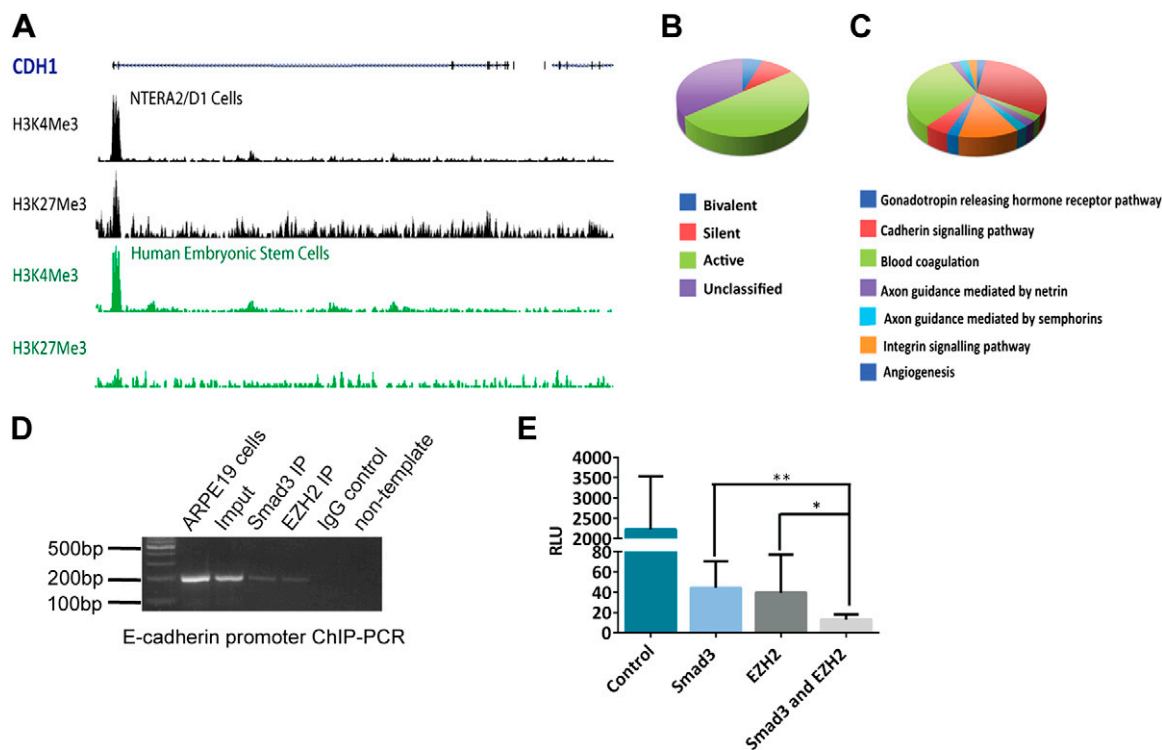 A
CDH1
NTERA2/D1 Cells
H3K4Me3
H3K27Me3
Human Embryonic Stem Cells
H3K4Me3
H3K27Me3
B
Bivalent
Silent
Active
Unclassified
C
Gonadotropin releasing hormone receptor pathway
Cadherin signalling pathway
Blood coagulation
Axon guidance mediated by netrin
Axon guidance mediated by semphorins
Integrin signalling pathway
Angiogenesis
D
ARPE19 cells
Imput
Smad3 IP
EZH2 IP
IgG control
non-template
500bp
200bp
100bp
E-cadherin promoter ChIP-PCR
E
RLU
4000
3500
3000
2500
2000
80
60
40
20
0
**
*
Control
Smad3
EZH2
Smad3 and EZH2